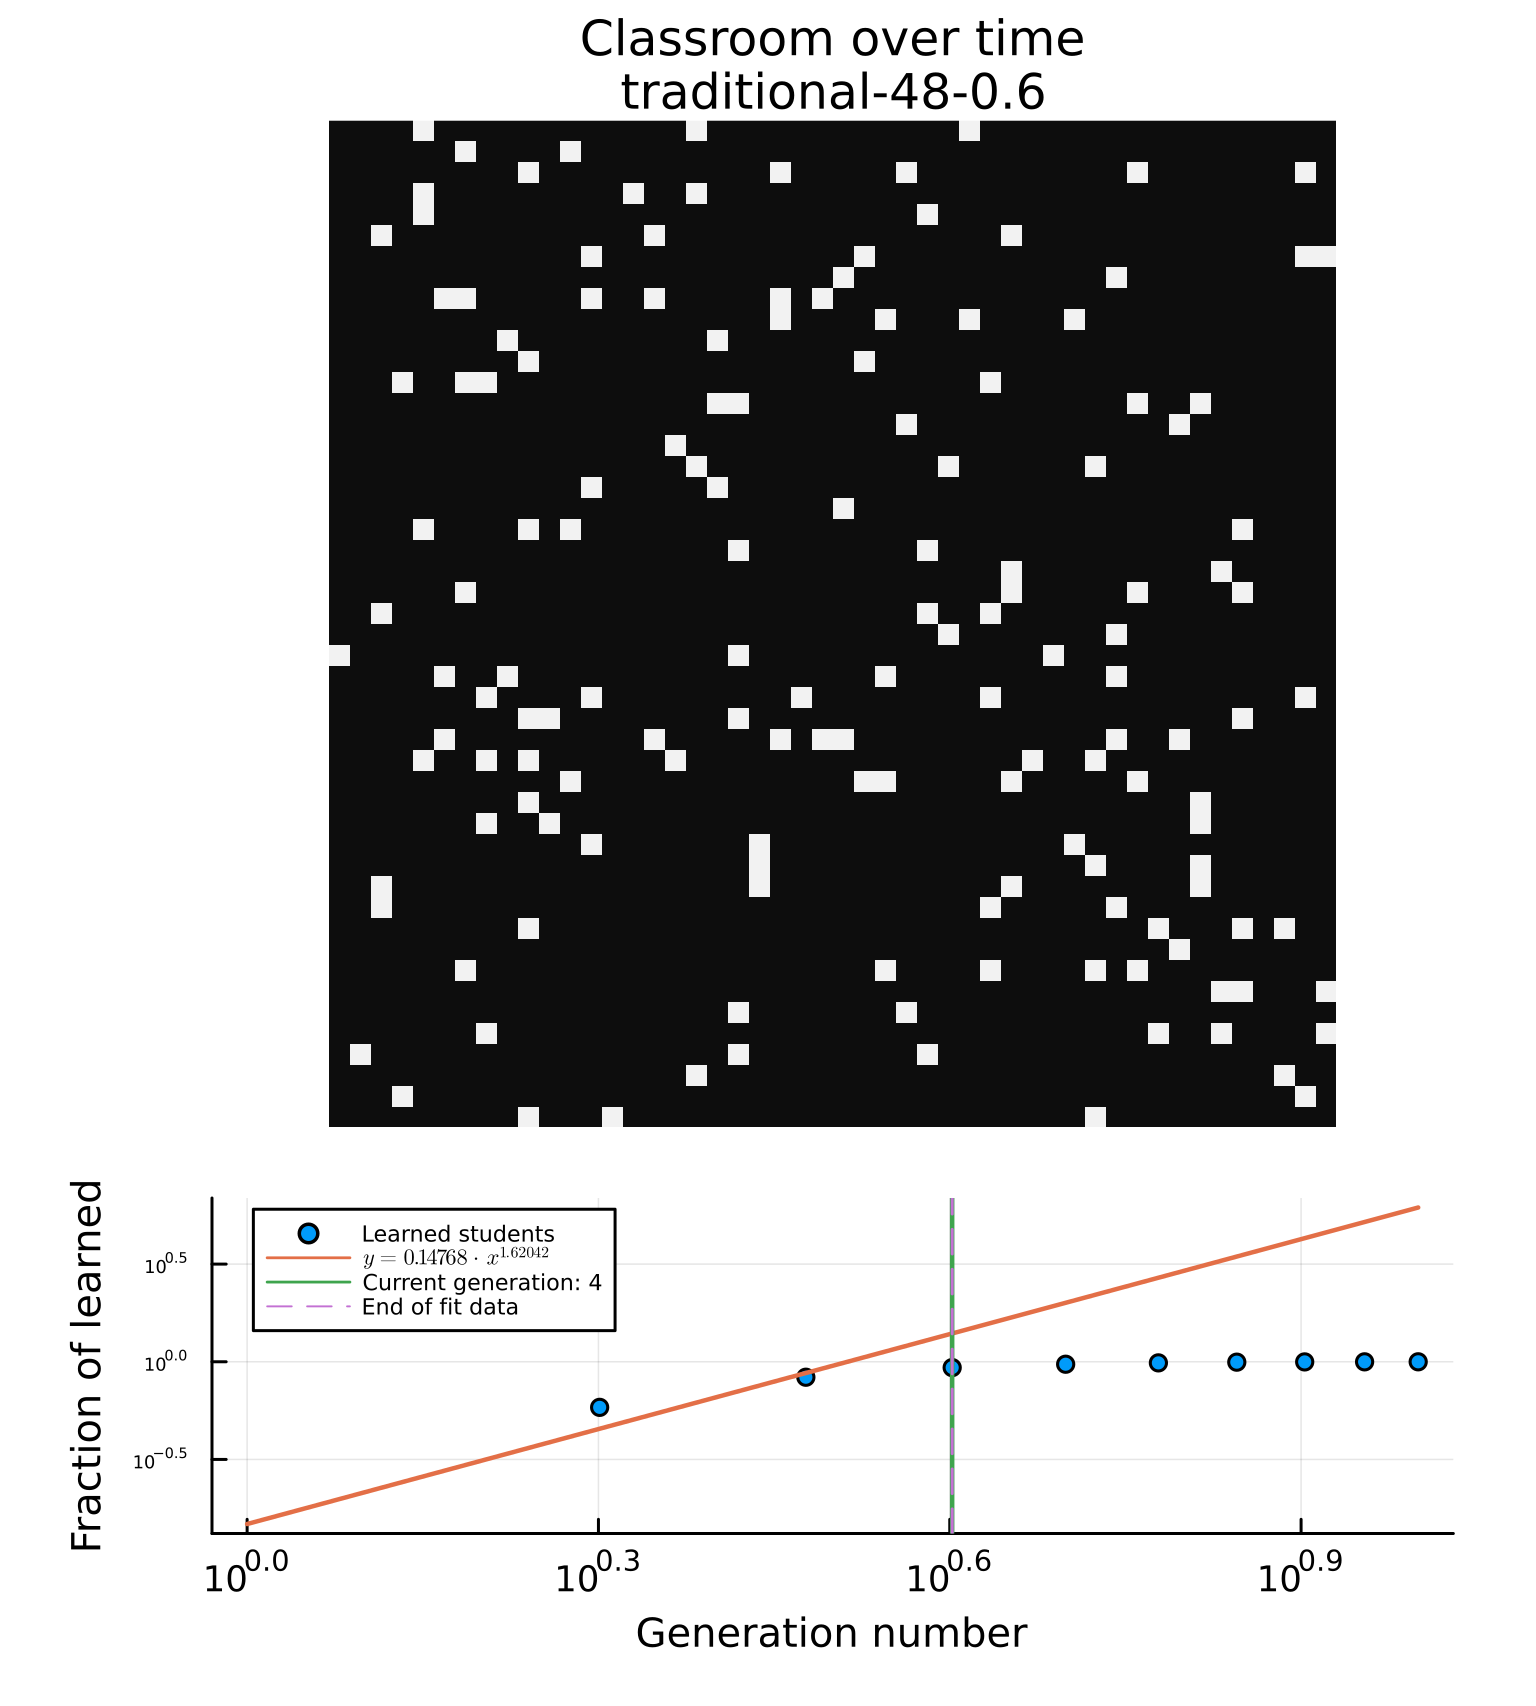 Classroom over time
traditional-48-0.6
Fraction of learned
10^0.5
10^0.0
10^−0.5
Learned students
y = 0.14768 · x^1.62042
Current generation: 4
End of fit data
10^0.0 10^0.3 10^0.6 10^0.9
Generation number